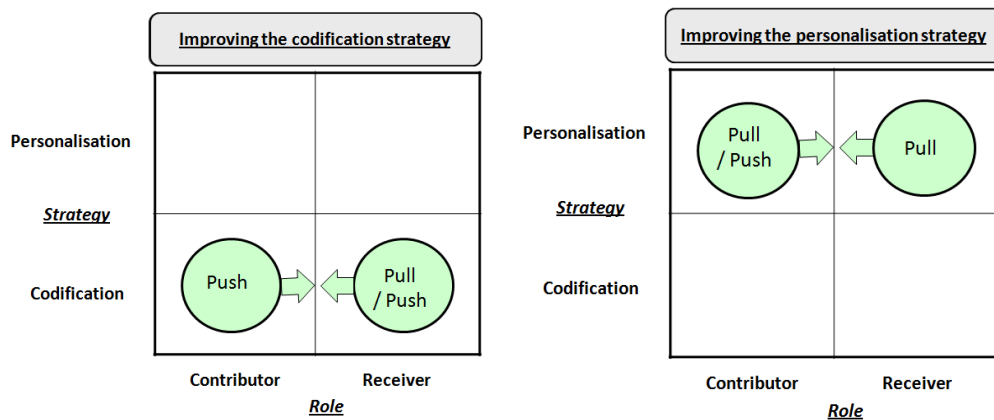 Improving the codification strategy
Personalisation
Strategy
Codification
Push
Pull
/ Push
Contributor
Receiver
Role
Improving the personalisation strategy
Personalisation
Strategy
Codification
Pull
/ Push
Pull
Contributor
Receiver
Role